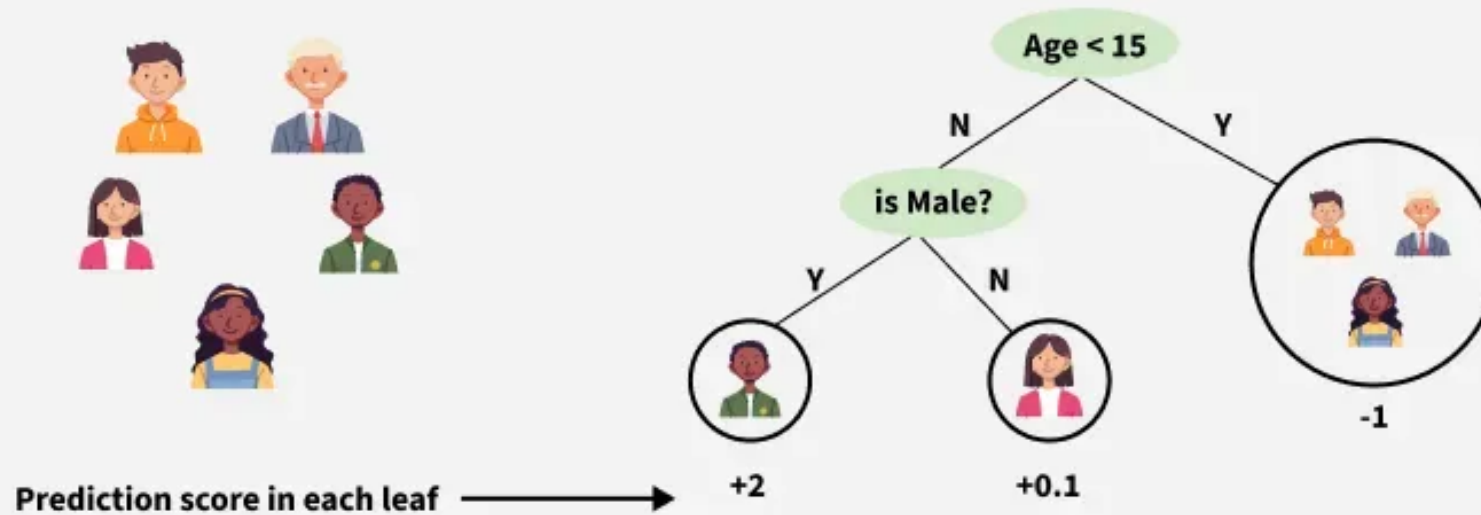 Age < 15
N
Y
is Male?
Y
N
-1
+2
+0.1
Prediction score in each leaf